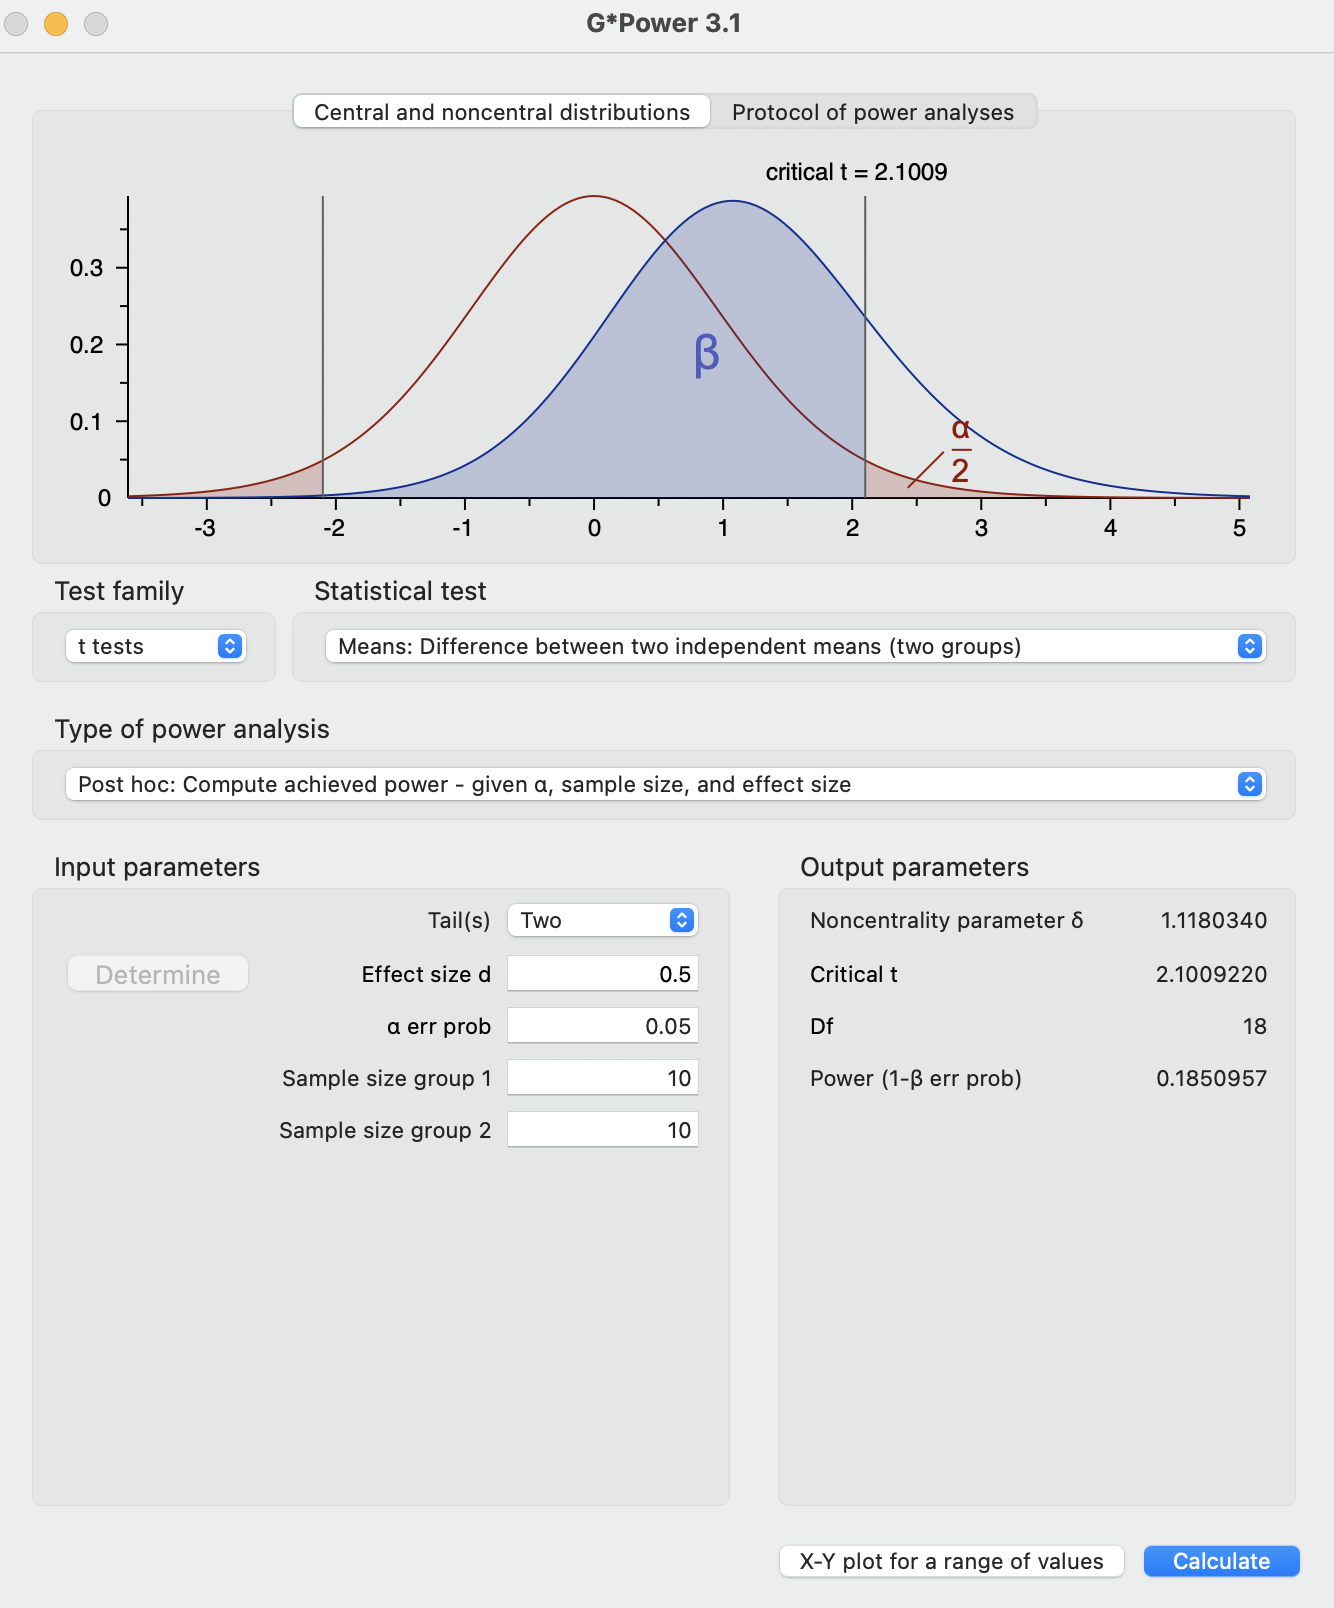 G*Power 3.1
Central and noncentral distributions
Protocol of power analyses
critical t = 2.1009
0.3
0.2
0.1
0
β
α
2
-3 -2 -1 0 1 2 3 4 5
Test family
Statistical test
t tests
Means: Difference between two independent means (two groups)
Type of power analysis
Post hoc: Compute achieved power - given α, sample size, and effect size
Input parameters
Output parameters
Tail(s) Two
Noncentrality parameter δ 1.1180340
Determine
Effect size d 0.5
Critical t 2.1009220
α err prob 0.05
Df 18
Sample size group 1 10
Power (1-β err prob) 0.1850957
Sample size group 2 10
X-Y plot for a range of values
Calculate